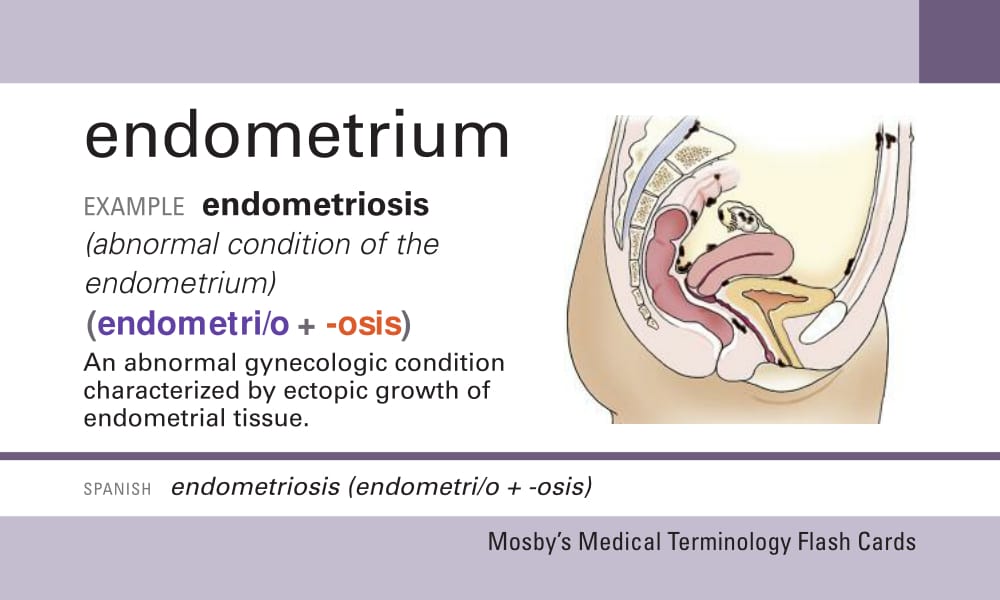 endometrium
EXAMPLE endometriosis
(abnormal condition of the
endometrium)
(endometri/o + -osis)
An abnormal gynecologic condition
characterized by ectopic growth of
endometrial tissue.
SPANISH endometriosis (endometri/o + -osis)
Mosby's Medical Terminology Flash Cards